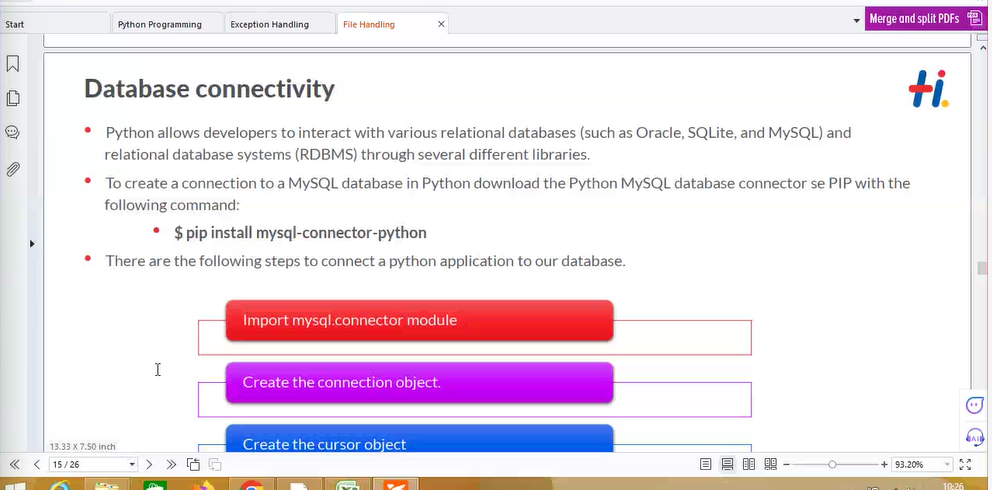 Start
Python Programming
Exception Handling
File Handling
Merge and split PDFs
Database connectivity
Python allows developers to interact with various relational databases (such as Oracle, SQLite, and MySQL) and
relational database systems (RDBMS) through several different libraries.
To create a connection to a MySQL database in Python download the Python MySQL database connector se PIP with the
following command:
$ pip install mysql-connector-python
There are the following steps to connect a python application to our database.
Import mysql.connector module
Create the connection object.
Create the cursor object
13.33 X 7.50 inch
15 / 26
93.20%
10:26